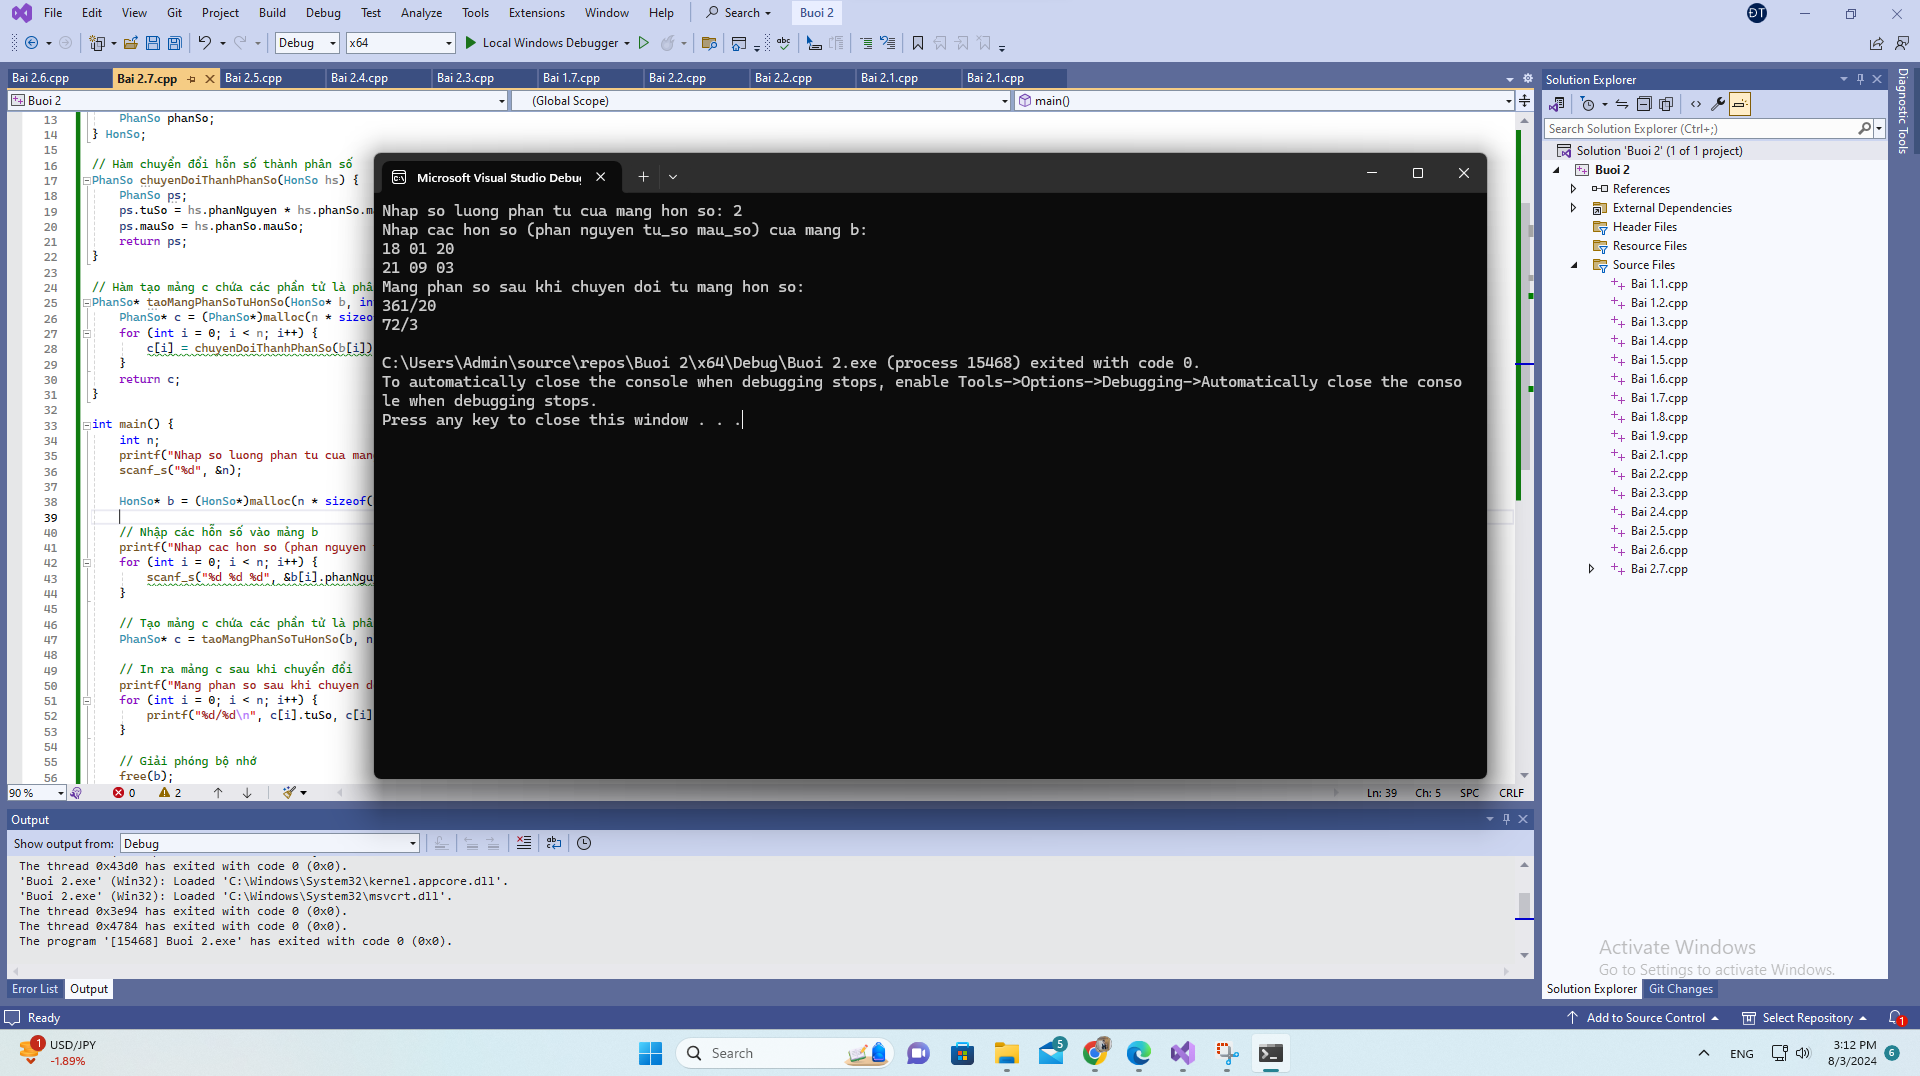 File Edit View Git Project Build Debug Test Analyze Tools Extensions Window Help Search Buoi 2 ĐT
Debug x64 Local Windows Debugger
Bai 2.6.cpp Bai 2.7.cpp Bai 2.5.cpp Bai 2.4.cpp Bai 2.3.cpp Bai 1.7.cpp Bai 2.2.cpp Bai 2.2.cpp Bai 2.1.cpp Bai 2.1.cpp
Buoi 2 (Global Scope) main()
13 PhanSo phanSo;
14 } HonSo;
15
16 // Hàm chuyển đổi hỗn số thành phân số
17 PhanSo chuyenDoiThanhPhanSo(HonSo hs) {
18 PhanSo ps;
19 ps.tuSo = hs.phanNguyen * hs.phanSo.m
20 ps.mauSo = hs.phanSo.mauSo;
21 return ps;
22 }
23
24 // Hàm tạo mảng c chứa các phần tử là phân
25 PhanSo* taoMangPhanSoTuHonSo(HonSo* b, in
26 PhanSo* c = (PhanSo*)malloc(n * sizeo
27 for (int i = 0; i < n; i++) {
28 c[i] = chuyenDoiThanhPhanSo(b[i])
29 }
30 return c;
31 }
32
33 int main() {
34 int n;
35 printf("Nhap so luong phan tu cua man
36 scanf_s("%d", &n);
37
38 HonSo* b = (HonSo*)malloc(n * sizeof(
39
40 // Nhập các hỗn số vào mảng b
41 printf("Nhap cac hon so (phan nguyen
42 for (int i = 0; i < n; i++) {
43 scanf_s("%d %d %d", &b[i].phanNgu
44 }
45
46 // Tạo mảng c chứa các phần tử là phân
47 PhanSo* c = taoMangPhanSoTuHonSo(b, n
48
49 // In ra mảng c sau khi chuyển đổi
50 printf("Mang phan so sau khi chuyen d
51 for (int i = 0; i < n; i++) {
52 printf("%d/%d\n", c[i].tuSo, c[i]
53 }
54
55 // Giải phóng bộ nhớ
56 free(b);
Microsoft Visual Studio Debug
Nhap so luong phan tu cua mang hon so: 2
Nhap cac hon so (phan nguyen tu_so mau_so) cua mang b:
18 01 20
21 09 03
Mang phan so sau khi chuyen doi tu mang hon so:
361/20
72/3
C:\Users\Admin\source\repos\Buoi 2\x64\Debug\Buoi 2.exe (process 15468) exited with code 0.
To automatically close the console when debugging stops, enable Tools->Options->Debugging->Automatically close the conso
le when debugging stops.
Press any key to close this window . . .
90 % 0 2 Ln: 39 Ch: 5 SPC CRLF
Output
Show output from: Debug
The thread 0x43d0 has exited with code 0 (0x0).
'Buoi 2.exe' (Win32): Loaded 'C:\Windows\System32\kernel.appcore.dll'.
'Buoi 2.exe' (Win32): Loaded 'C:\Windows\System32\msvcrt.dll'.
The thread 0x3e94 has exited with code 0 (0x0).
The thread 0x4784 has exited with code 0 (0x0).
The program '[15468] Buoi 2.exe' has exited with code 0 (0x0).
Error List Output
Solution Explorer
Search Solution Explorer (Ctrl+;)
Solution 'Buoi 2' (1 of 1 project)
Buoi 2
References
External Dependencies
Header Files
Resource Files
Source Files
Bai 1.1.cpp
Bai 1.2.cpp
Bai 1.3.cpp
Bai 1.4.cpp
Bai 1.5.cpp
Bai 1.6.cpp
Bai 1.7.cpp
Bai 1.8.cpp
Bai 1.9.cpp
Bai 2.1.cpp
Bai 2.2.cpp
Bai 2.3.cpp
Bai 2.4.cpp
Bai 2.5.cpp
Bai 2.6.cpp
Bai 2.7.cpp
Activate Windows
Go to Settings to activate Windows.
Solution Explorer Git Changes
Diagnostic Tools
Ready Add to Source Control Select Repository 1
1 USD/JPY
-1.89%
Search 5 ENG 3:12 PM
8/3/2024 6